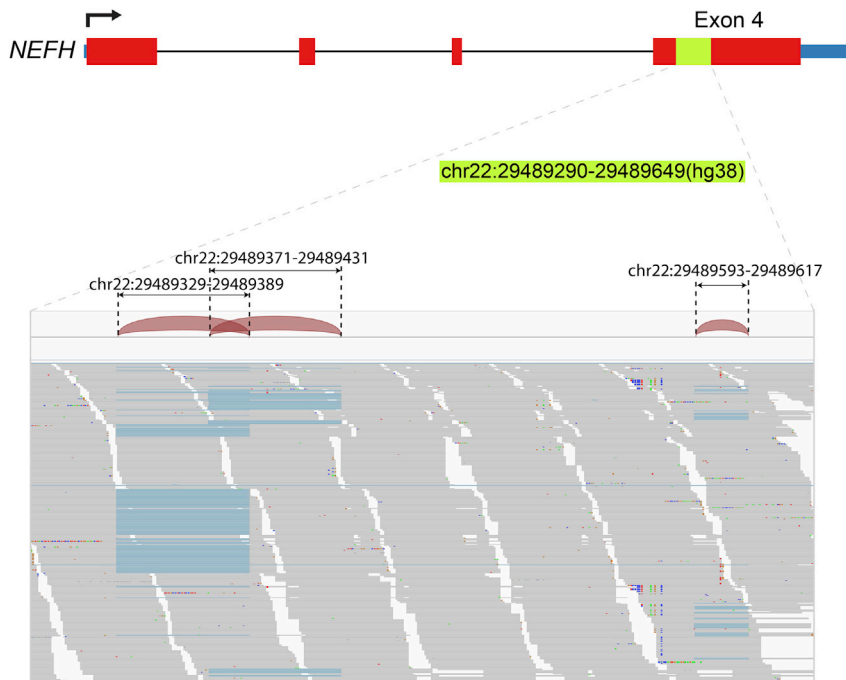 Exon 4
NEFH
chr22:29489290-29489649(hg38)
chr22:29489371-29489431
chr22:29489593-29489617
chr22:29489329-29489389